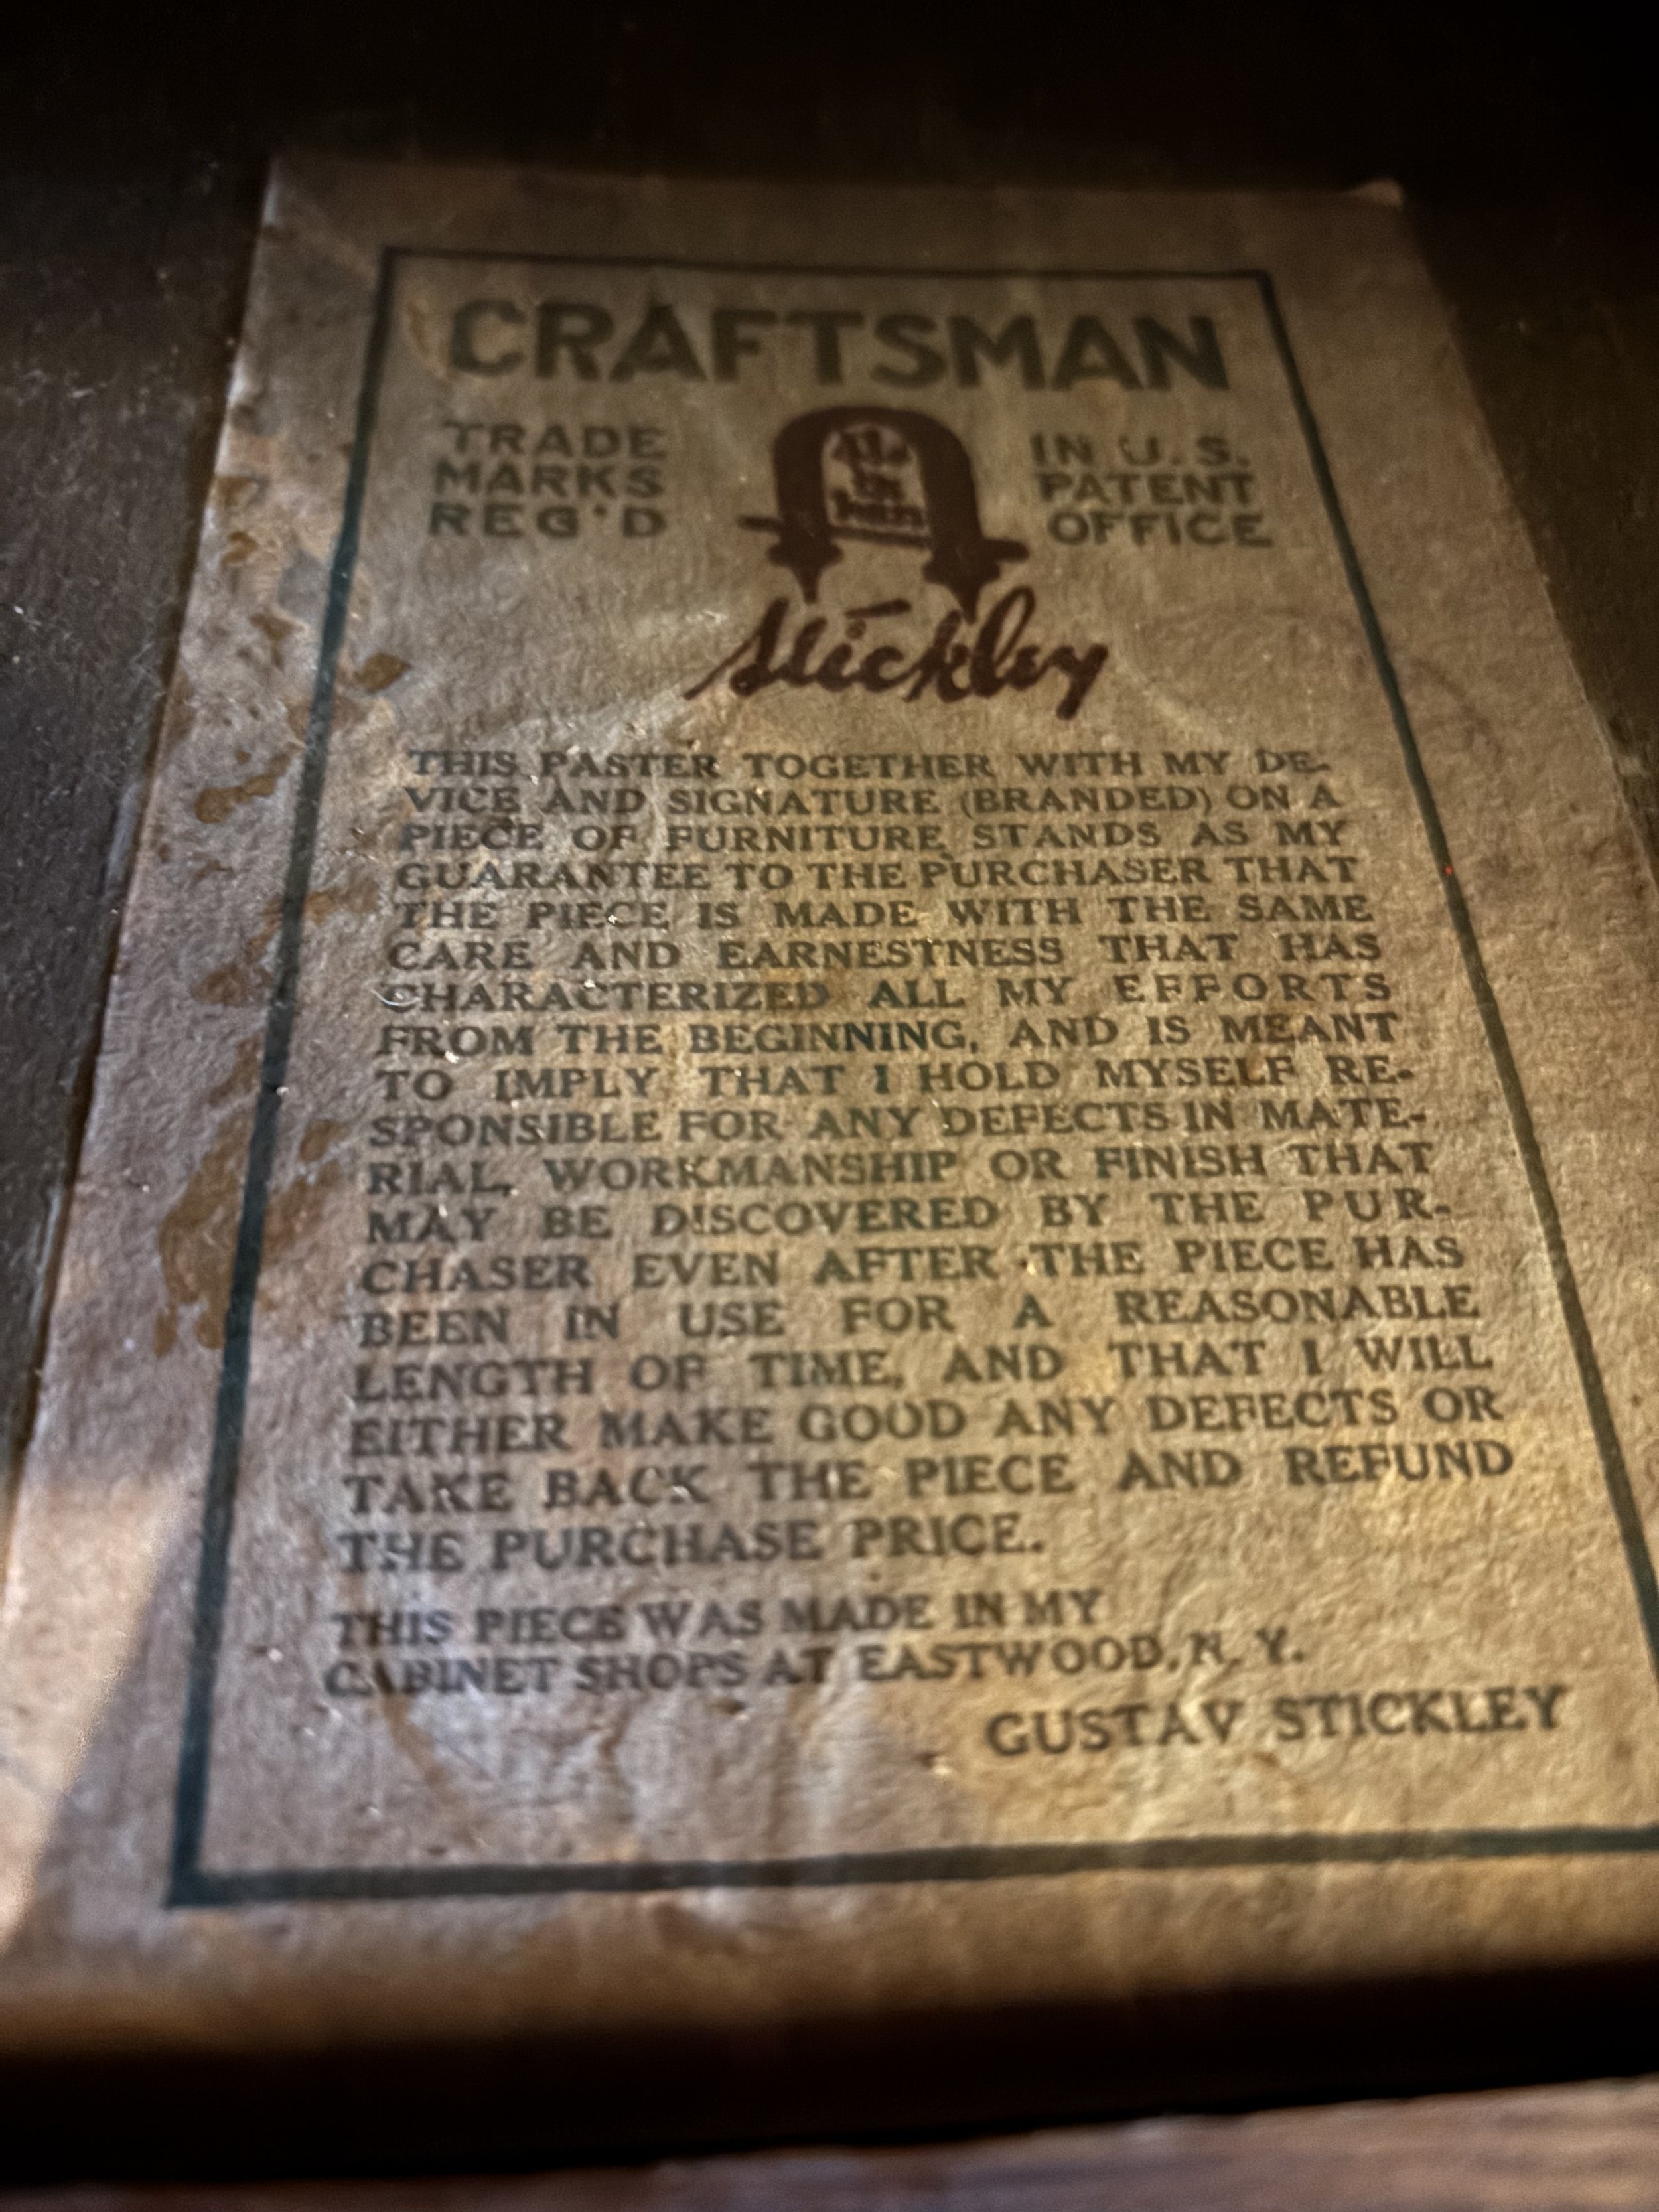 CRAFTSMAN
TRADE
MARKS
REG'D
Als
ik
kan
IN U.S.
PATENT
OFFICE
Stickley
THIS PASTER TOGETHER WITH MY DE-
VICE AND SIGNATURE (BRANDED) ON A
PIECE OF FURNITURE STANDS AS MY
GUARANTEE TO THE PURCHASER THAT
THE PIECE IS MADE WITH THE SAME
CARE AND EARNESTNESS THAT HAS
CHARACTERIZED ALL MY EFFORTS
FROM THE BEGINNING, AND IS MEANT
TO IMPLY THAT I HOLD MYSELF RE-
SPONSIBLE FOR ANY DEFECTS IN MATE-
RIAL, WORKMANSHIP OR FINISH THAT
MAY BE DISCOVERED BY THE PUR-
CHASER EVEN AFTER THE PIECE HAS
BEEN IN USE FOR A REASONABLE
LENGTH OF TIME, AND THAT I WILL
EITHER MAKE GOOD ANY DEFECTS OR
TAKE BACK THE PIECE AND REFUND
THE PURCHASE PRICE.
THIS PIECE WAS MADE IN MY
CABINET SHOPS AT EASTWOOD, N. Y.
GUSTAV STICKLEY